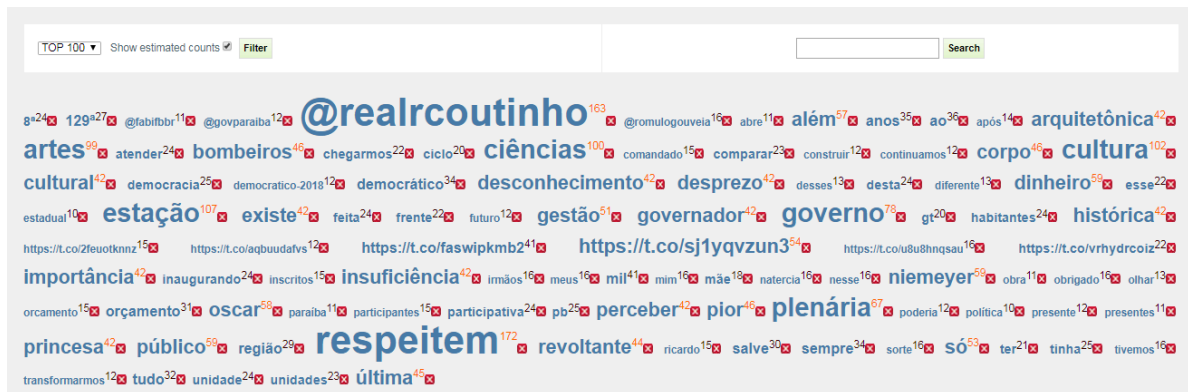 TOP 100 ▼ Show estimated counts Filter Search
8ª24 129ª27 @fabifbbr11 @govparaiba12 @realrcoutinho163 @romulogouveia16 abre11 além57 anos35 ao36 após14 arquitetônica42
artes99 atender24 bombeiros46 chegarmos22 ciclo20 ciências100 comandado15 comparar23 construir12 continuamos12 corpo46 cultura102
cultural42 democracia25 democratico-201812 democrático34 desconhecimento42 desprezo42 desses13 desta24 diferente13 dinheiro59 esse22
estadual10 estação107 existe42 feita24 frente22 futuro12 gestão51 governador42 governo78 gt20 habitantes24 histórica42
https://t.co/2feuotknnz15 https://t.co/aqbuudafvs12 https://t.co/faswipkmb241 https://t.co/sj1yqvzun354 https://t.co/u8u8hnqsau16 https://t.co/vrhydrcoiz22
importância42 inaugurando24 inscritos15 insuficiência42 irmãos16 meus16 mil41 mim16 mãe18 natercia16 nesse16 niemeyer59 obra11 obrigado16 olhar13
orcamento15 orçamento31 oscar58 paraíba11 participantes15 participativa24 pb25 perceber42 pior46 plenária67 poderia12 política10 presente12 presentes11
princesa42 público59 região29 respeitem172 revoltante44 ricardo15 salve30 sempre34 sorte16 só53 ter21 tinha25 tivemos16
transformarmos12 tudo32 unidade24 unidades23 última45